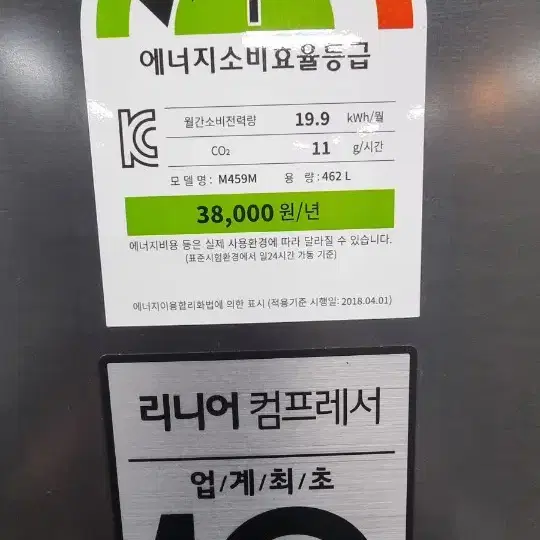 에너지소비효율등급
월간소비전력량 19.9 kWh/월
CO₂ 11 g/시간
모델명: M459M 용량: 462 L
38,000원/년
에너지비용 등은 실제 사용환경에 따라 달라질 수 있습니다.
(표준시험환경에서 일24시간 가동 기준)
에너지이용합리화법에 의한 표시 (적용기준 시행일: 2018.04.01)
리니어 컴프레서
업/계/최/초